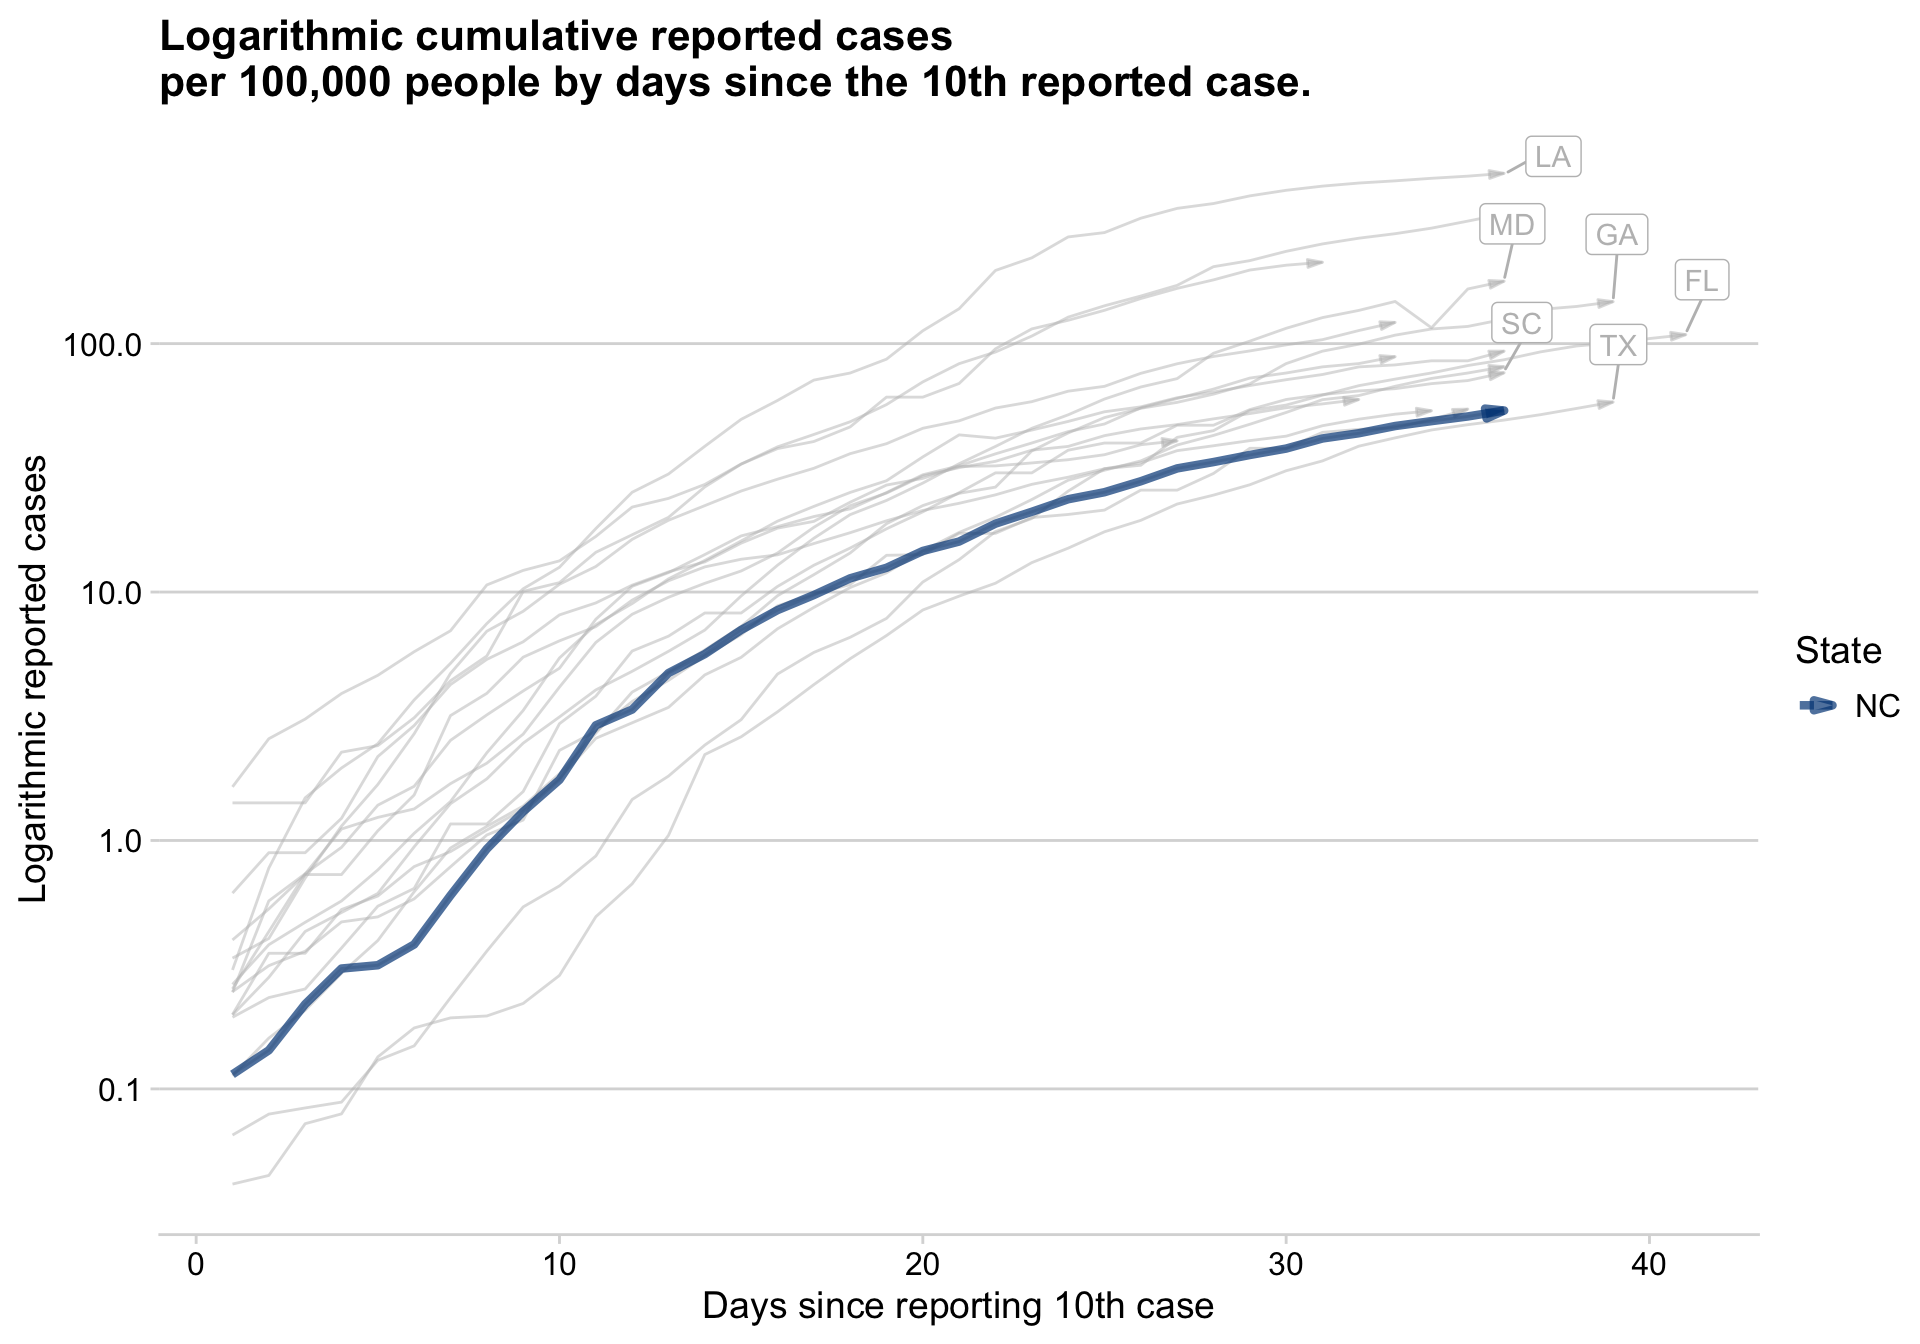 Logarithmic cumulative reported cases
per 100,000 people by days since the 10th reported case.
LA
MD
GA
FL
SC
TX
100.0
10.0
1.0
0.1
Logarithmic reported cases
0 10 20 30 40
Days since reporting 10th case
State
NC